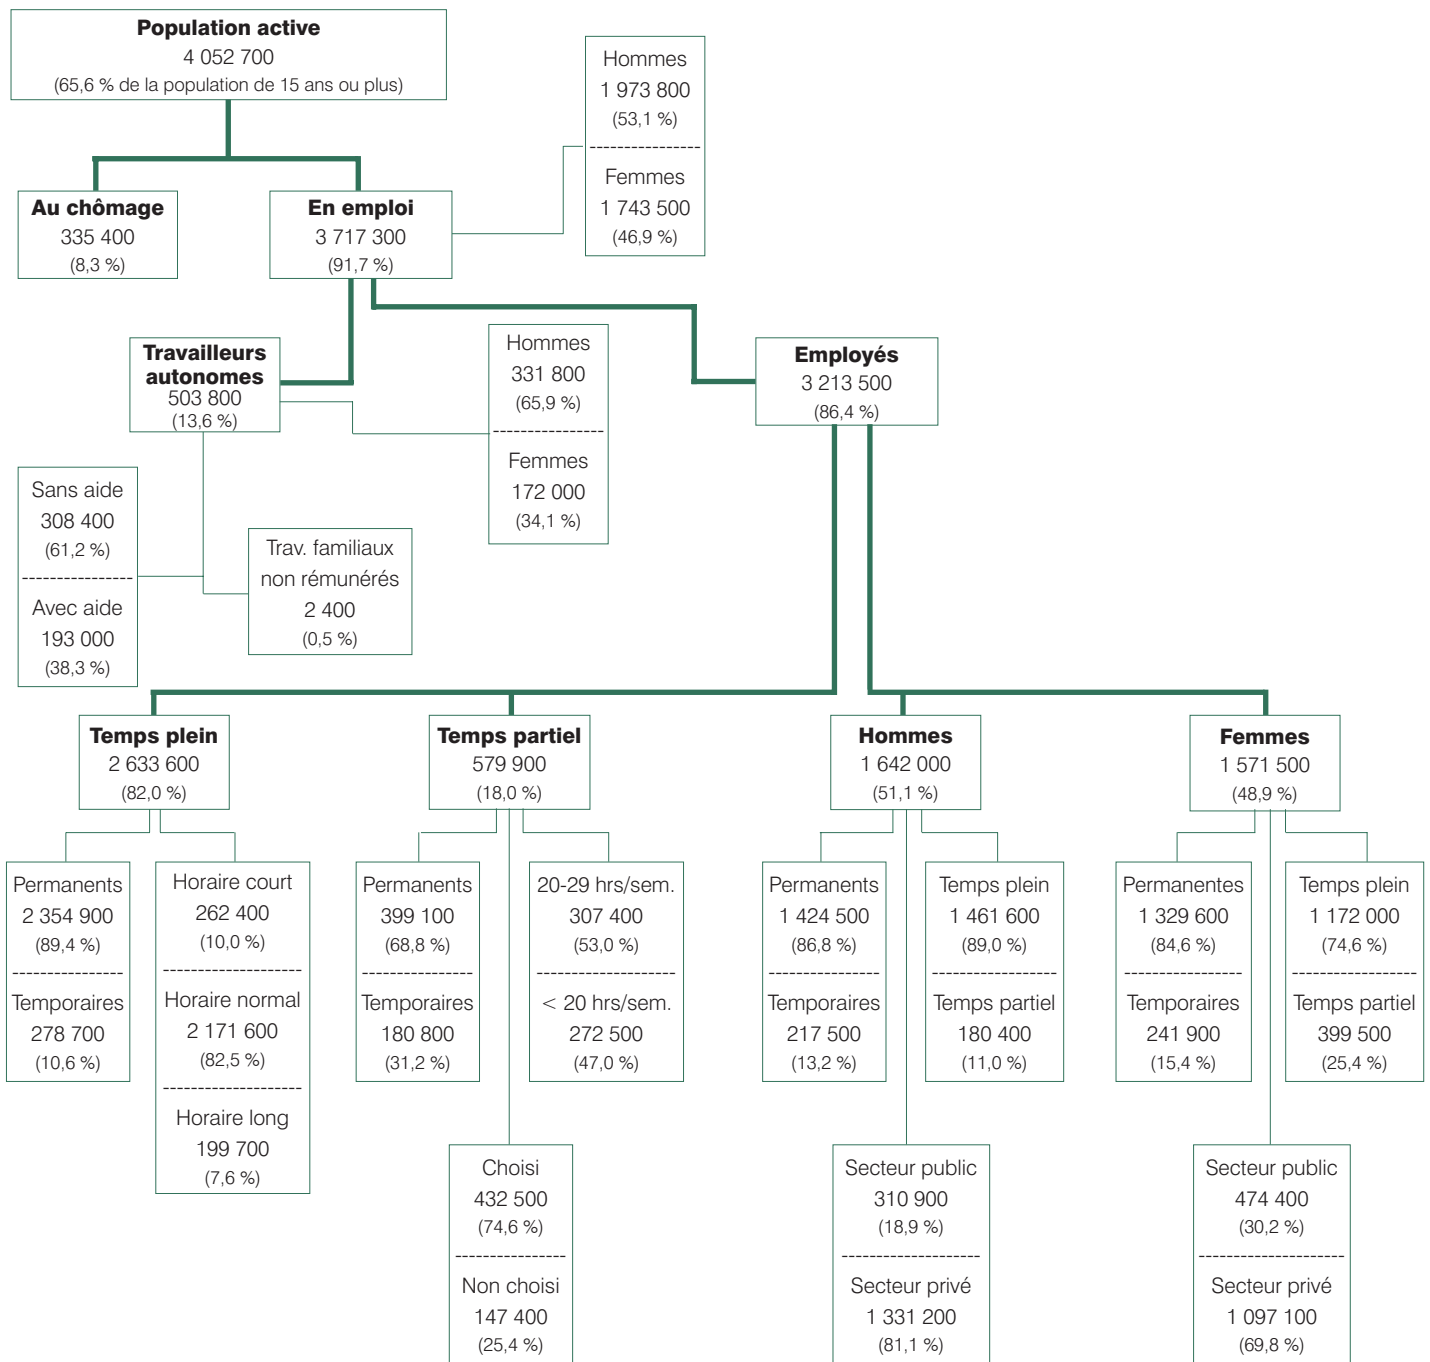 Population active
4 052 700
(65,6 % de la population de 15 ans ou plus)
Hommes
1 973 800
(53,1 %)
Femmes
1 743 500
(46,9 %)
Au chômage
335 400
(8,3 %)
En emploi
3 717 300
(91,7 %)
Travailleurs
autonomes
503 800
(13,6 %)
Hommes
331 800
(65,9 %)
Femmes
172 000
(34,1 %)
Employés
3 213 500
(86,4 %)
Sans aide
308 400
(61,2 %)
Avec aide
193 000
(38,3 %)
Trav. familiaux
non rémunérés
2 400
(0,5 %)
Temps plein
2 633 600
(82,0 %)
Temps partiel
579 900
(18,0 %)
Hommes
1 642 000
(51,1 %)
Femmes
1 571 500
(48,9 %)
Permanents
2 354 900
(89,4 %)
Temporaires
278 700
(10,6 %)
Horaire court
262 400
(10,0 %)
Horaire normal
2 171 600
(82,5 %)
Horaire long
199 700
(7,6 %)
Permanents
399 100
(68,8 %)
Temporaires
180 800
(31,2 %)
20-29 hrs/sem.
307 400
(53,0 %)
< 20 hrs/sem.
272 500
(47,0 %)
Permanents
1 424 500
(86,8 %)
Temporaires
217 500
(13,2 %)
Temps plein
1 461 600
(89,0 %)
Temps partiel
180 400
(11,0 %)
Permanentes
1 329 600
(84,6 %)
Temporaires
241 900
(15,4 %)
Temps plein
1 172 000
(74,6 %)
Temps partiel
399 500
(25,4 %)
Choisi
432 500
(74,6 %)
Non choisi
147 400
(25,4 %)
Secteur public
310 900
(18,9 %)
Secteur privé
1 331 200
(81,1 %)
Secteur public
474 400
(30,2 %)
Secteur privé
1 097 100
(69,8 %)